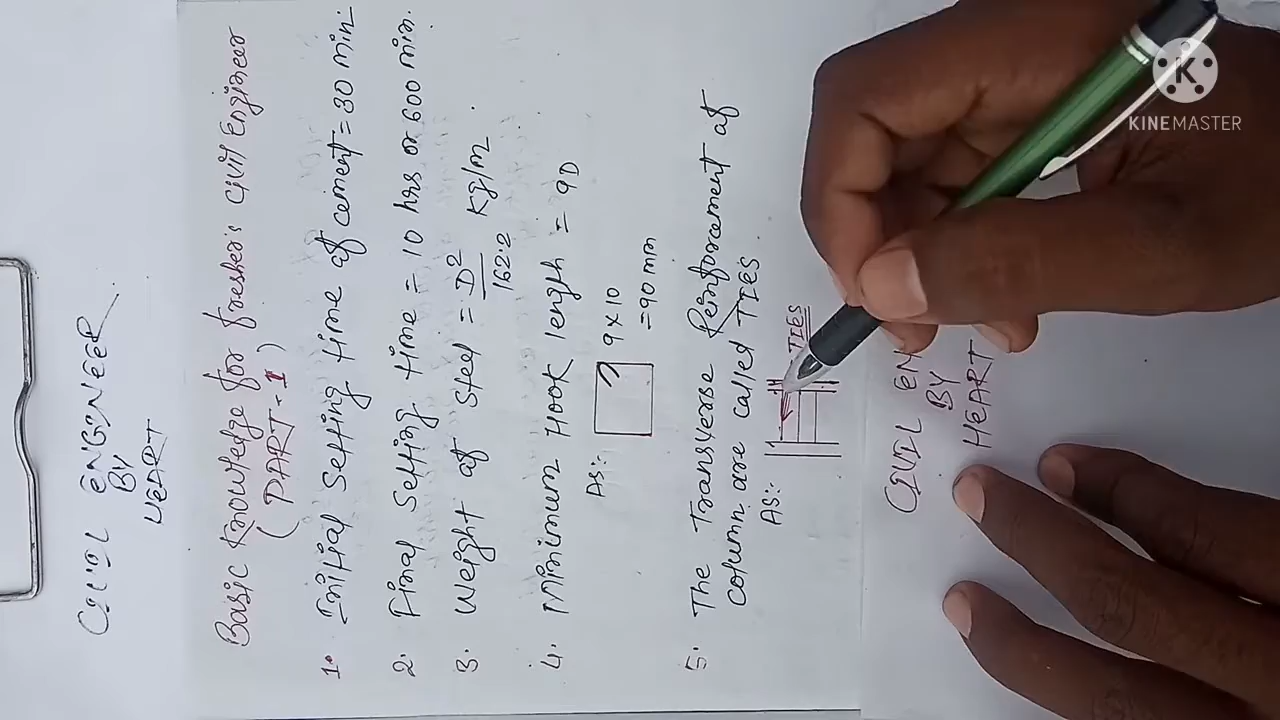 CIVIL ENGINEER
BY
HEART
Basic Knowledge for fresher's civil Engineer
(PART-1)
1. Initial Setting time of cement = 30 min.
2. Final Setting time = 10 hrs or 600 min.
3. Weight of Steel = D²/162.2 Kg/m.
4. Minimum Hook length = 9D
AS:- 9 x 10
= 90 mm
5. The Transverse Reinforcement of
column are called TIES
AS:- TIES
CIVIL EN
BY
HEART
KINEMASTER